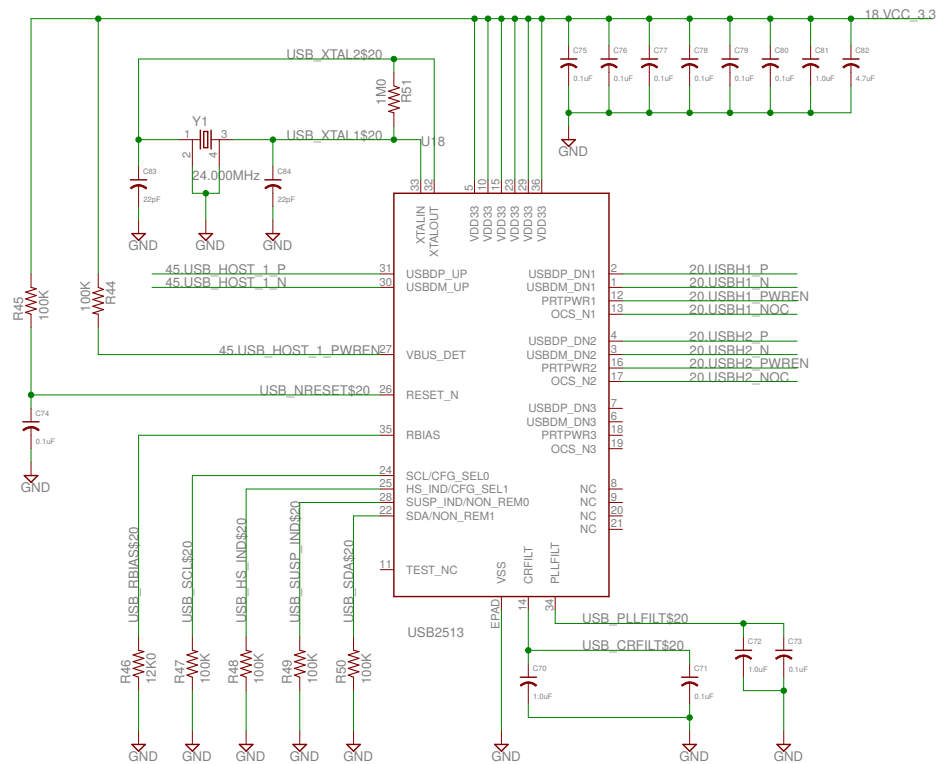 18.VCC_3.3
USB_XTAL2$20
C75
C76
C77
C78
C79
C80
C81
C82
0.1uF
0.1uF
0.1uF
0.1uF
0.1uF
0.1uF
1.0uF
4.7uF
1M0
R51
Y1
1
3
USB_XTAL1$20
U18
2
4
GND
C83
24.000MHz
C84
22pF
22pF
33
32
5
10
15
23
29
36
XTALIN
XTALOUT
VDD33
VDD33
VDD33
VDD33
VDD33
VDD33
GND
GND
GND
45.USB_HOST_1_P
31
USBDP_UP
USBDP_DN1
2
20.USBH1_P
45.USB_HOST_1_N
30
USBDM_UP
USBDM_DN1
1
20.USBH1_N
R45
100K
100K
R44
PRTPWR1
12
20.USBH1_PWREN
OCS_N1
13
20.USBH1_NOC
USBDP_DN2
4
20.USBH2_P
45.USB_HOST_1_PWREN
27
VBUS_DET
USBDM_DN2
3
20.USBH2_N
PRTPWR2
16
20.USBH2_PWREN
OCS_N2
17
20.USBH2_NOC
USB_NRESET$20
26
RESET_N
USBDP_DN3
7
C74
0.1uF
USBDM_DN3
6
35
RBIAS
PRTPWR3
18
OCS_N3
19
GND
24
SCL/CFG_SEL0
25
HS_IND/CFG_SEL1
NC
8
28
SUSP_IND/NON_REM0
NC
9
22
SDA/NON_REM1
NC
20
NC
21
USB_RBIAS$20
USB_SCL$20
USB_HS_IND$20
USB_SUSP_IND$20
USB_SDA$20
11
TEST_NC
VSS
CRFILT
PLLFILT
EPAD
14
34
USB2513
USB_PLLFILT$20
USB_CRFILT$20
C72
C73
1.0uF
0.1uF
R46
12K0
R47
100K
R48
100K
R49
100K
R50
100K
C70
1.0uF
C71
0.1uF
GND
GND
GND
GND
GND
GND
GND
GND